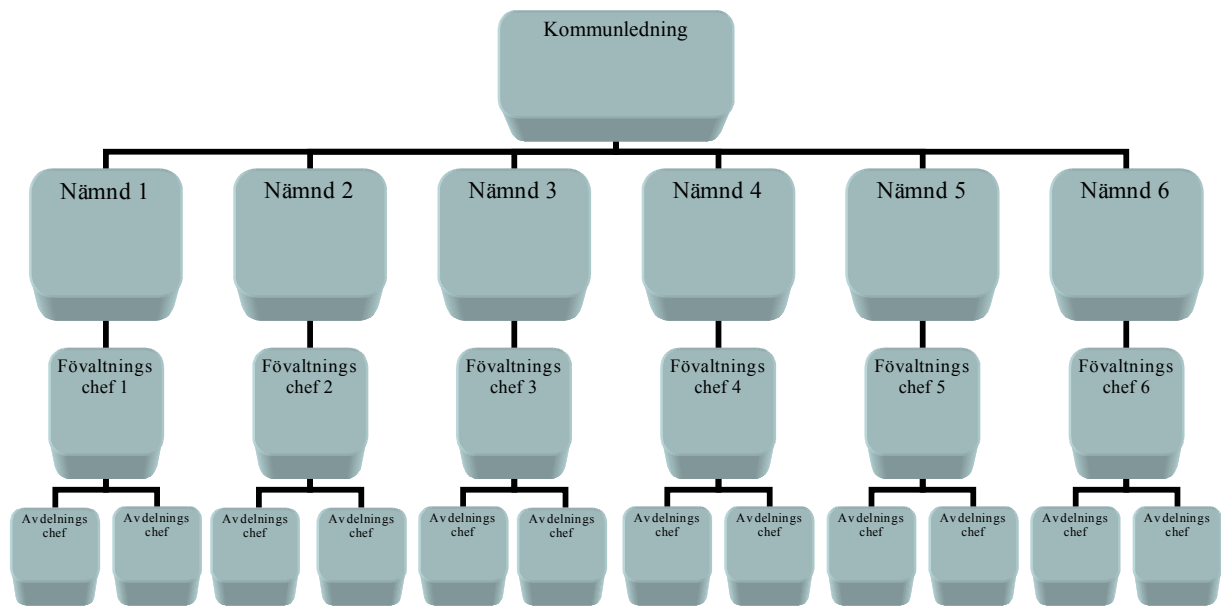 Kommunledning
Nämnd 1
Nämnd 2
Nämnd 3
Nämnd 4
Nämnd 5
Nämnd 6
Fövaltnings
chef 1
Fövaltnings
chef 2
Fövaltnings
chef 3
Fövaltnings
chef 4
Fövaltnings
chef 5
Fövaltnings
chef 6
Avdelnings
chef
Avdelnings
chef
Avdelnings
chef
Avdelnings
chef
Avdelnings
chef
Avdelnings
chef
Avdelnings
chef
Avdelnings
chef
Avdelnings
chef
Avdelnings
chef
Avdelnings
chef
Avdelnings
chef